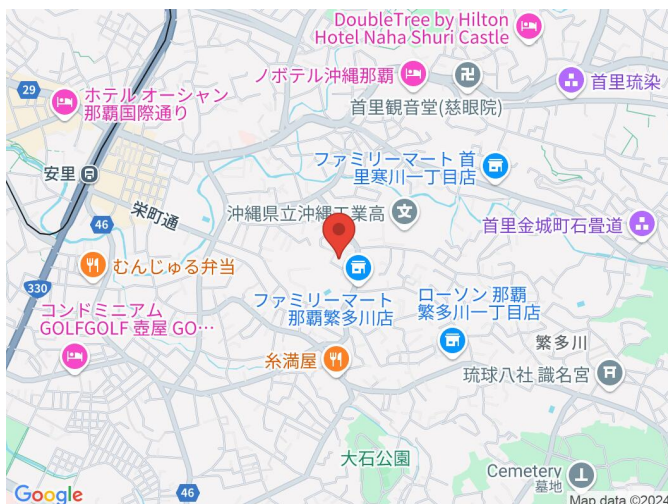 DoubleTree by Hilton
Hotel Naha Shuri Castle
ノボテル沖縄那覇
29
ホテル オーシャン
那覇国際通り
首里観音堂(慈眼院)
首里琉染
安里
ファミリーマート 首
里寒川一丁目店
栄町通
沖縄県立沖縄工業高
46
首里金城町石畳道
むんじゅる弁当
330
ファミリーマート
那覇繁多川店
ローソン 那覇
繁多川一丁目店
コンドミニアム
GOLFGOLF 壺屋 GO…
繁多川
糸満屋
琉球八社 識名宮
大石公園
Cemetery
墓地
46
Google
Map data ©2024